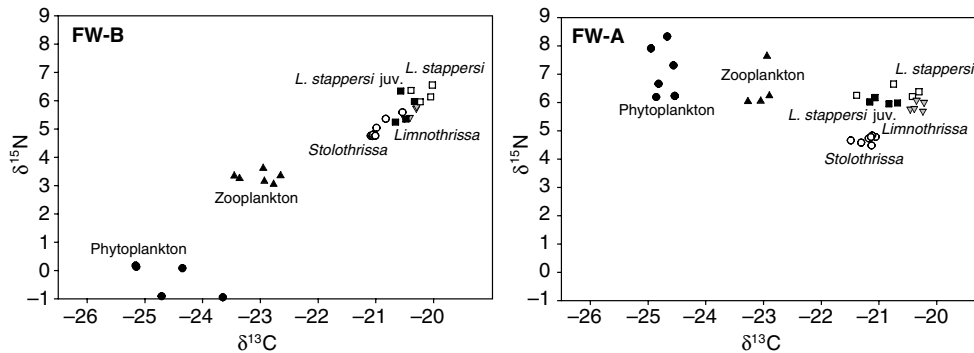 FW-B
9
8
7
6
5
4
3
2
1
0
−1
δ15N
L. stappersi
L. stappersi juv.
Limnothrissa
Stolothrissa
Zooplankton
Phytoplankton
−26 −25 −24 −23 −22 −21 −20
δ13C
FW-A
9
8
7
6
5
4
3
2
1
0
−1
δ15N
Zooplankton
L. stappersi
Phytoplankton
L. stappersi juv.
Limnothrissa
Stolothrissa
−26 −25 −24 −23 −22 −21 −20
δ13C